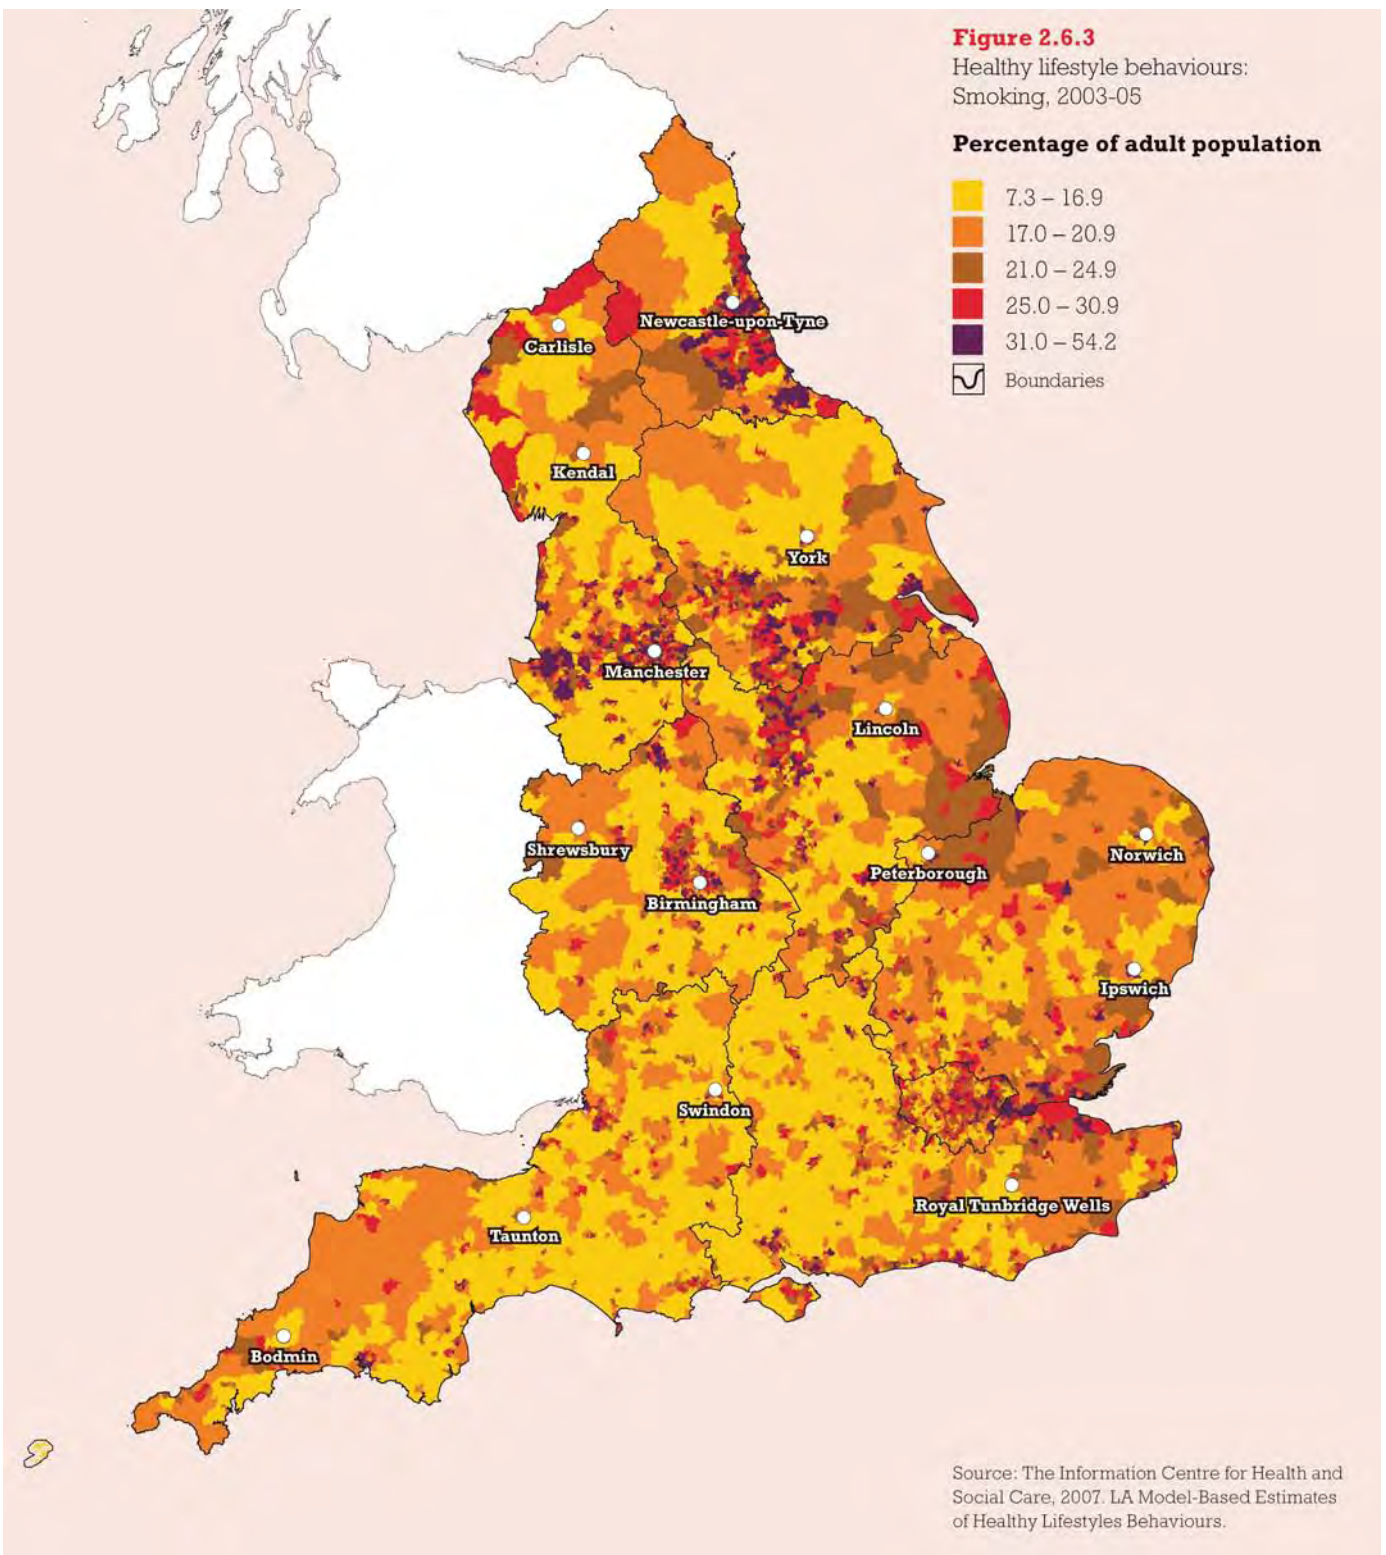 Figure 2.6.3
Healthy lifestyle behaviours:
Smoking, 2003-05
Percentage of adult population
7.3 – 16.9
17.0 – 20.9
21.0 – 24.9
25.0 – 30.9
31.0 – 54.2
Boundaries
Newcastle-upon-Tyne
Carlisle
Kendal
York
Manchester
Lincoln
Shrewsbury
Norwich
Peterborough
Birmingham
Ipswich
Swindon
Royal Tunbridge Wells
Taunton
Bodmin
Source: The Information Centre for Health and
Social Care, 2007. LA Model-Based Estimates
of Healthy Lifestyles Behaviours.